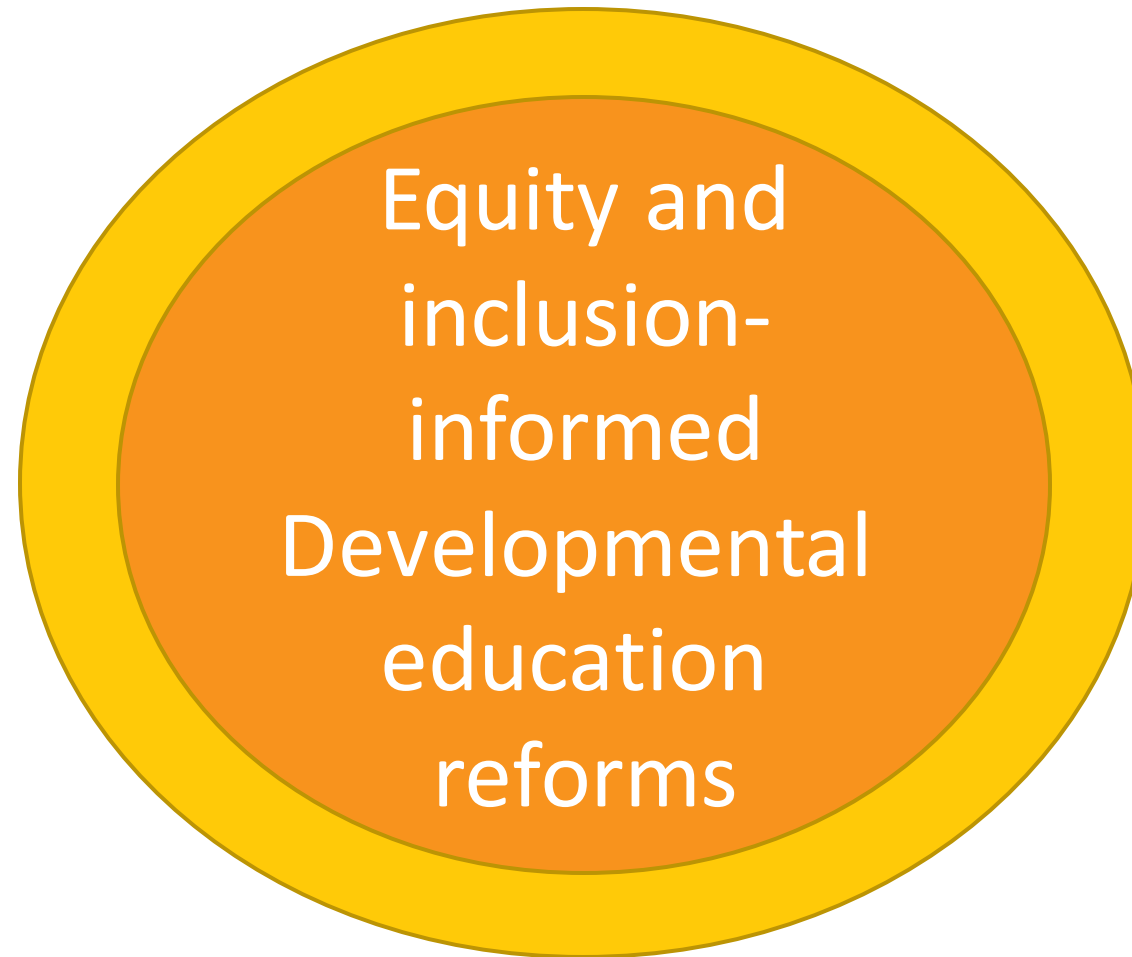 Equity and
inclusion-
informed
Developmental
education
reforms